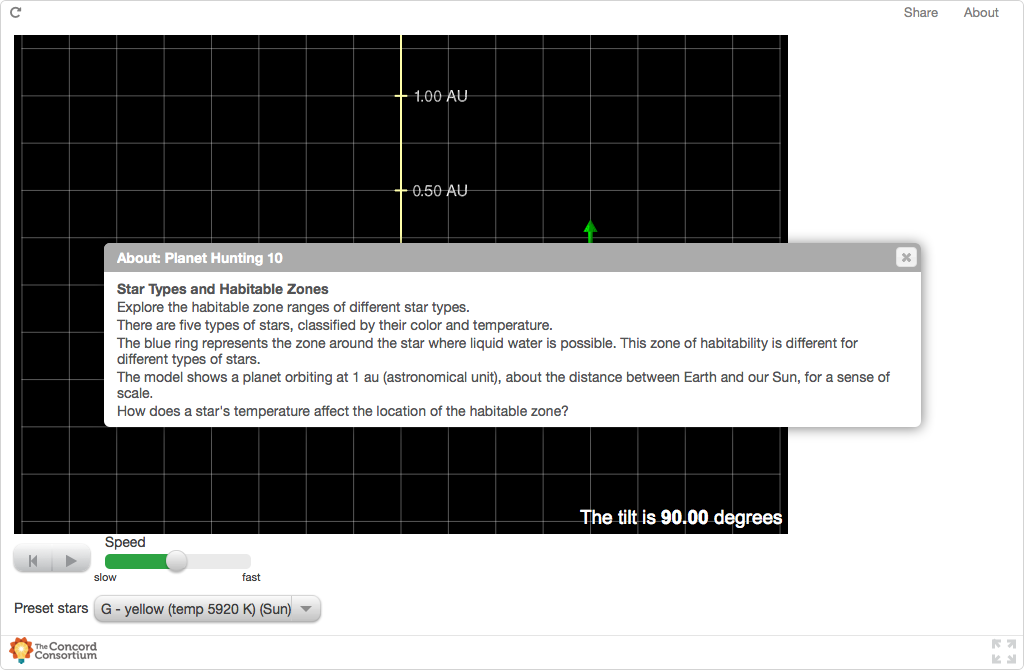 Share About
1.00 AU
0.50 AU
About: Planet Hunting 10
Star Types and Habitable Zones
Explore the habitable zone ranges of different star types.
There are five types of stars, classified by their color and temperature.
The blue ring represents the zone around the star where liquid water is possible. This zone of habitability is different for
different types of stars.
The model shows a planet orbiting at 1 au (astronomical unit), about the distance between Earth and our Sun, for a sense of
scale.
How does a star's temperature affect the location of the habitable zone?
The tilt is 90.00 degrees
Speed
slow fast
Preset stars G - yellow (temp 5920 K) (Sun)
The Concord
Consortium